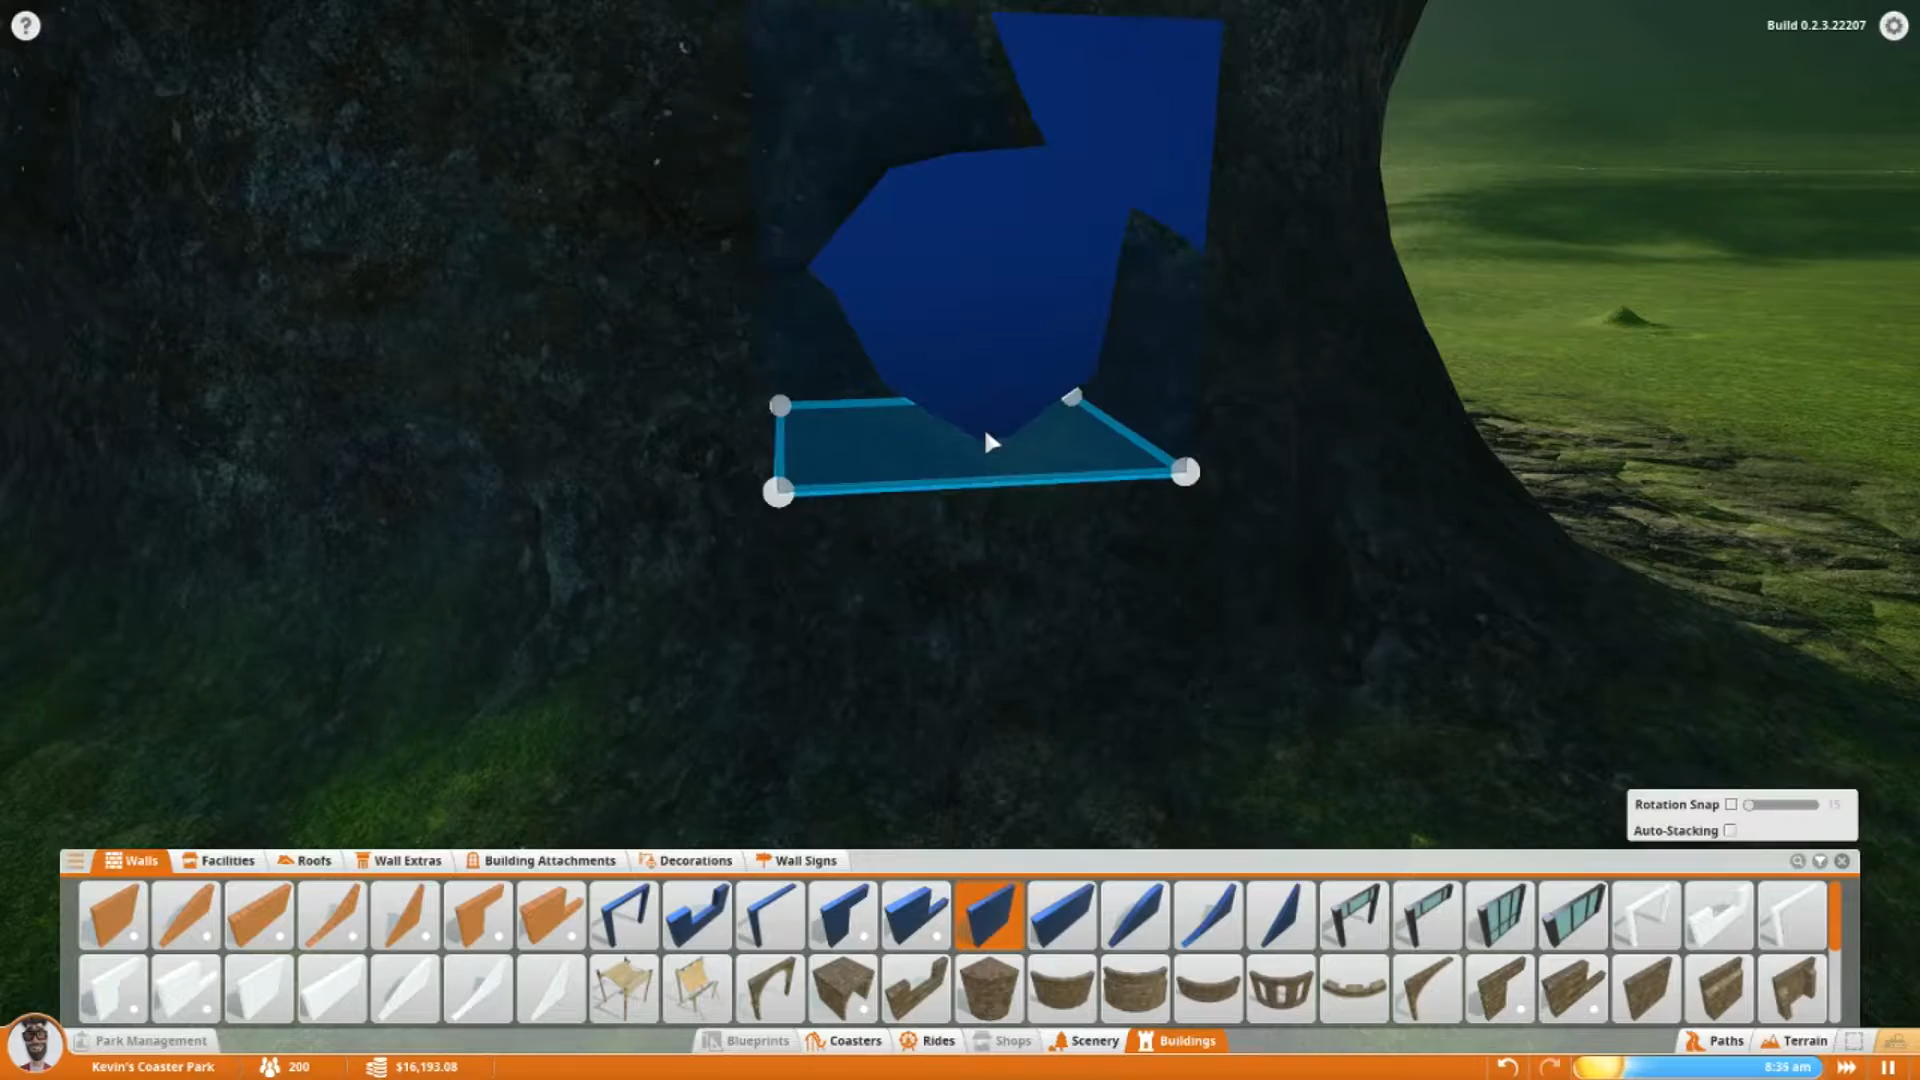 ?
Build 0.2.3.22207
Rotation Snap 15
Auto-Stacking
Walls Facilities Roofs Wall Extras Building Attachments Decorations Wall Signs
Park Management Blueprints Coasters Rides Shops Scenery Buildings Paths Terrain
Kevin's Coaster Park 200 $16,193.08 8:36 am